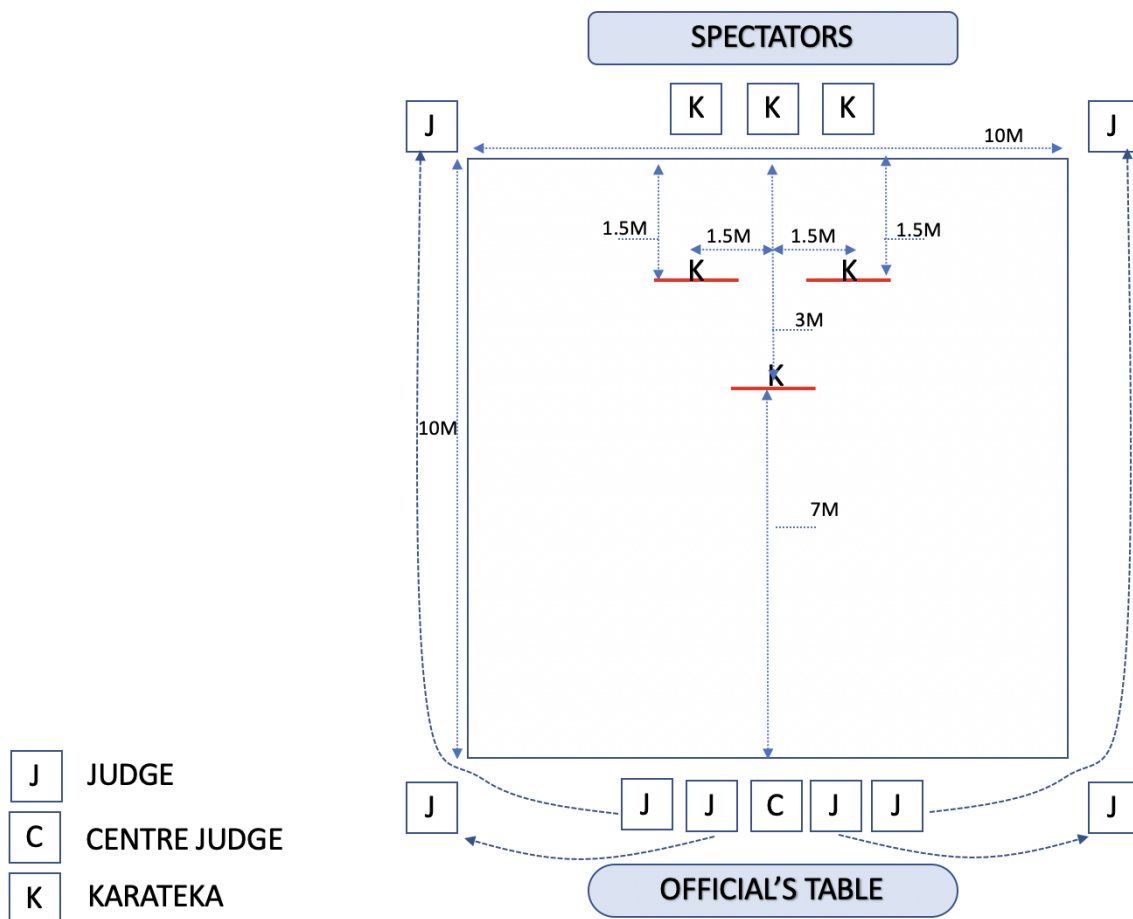 SPECTATORS
K K K
J J
10M
1.5M 1.5M 1.5M 1.5M
K K
3M
K
10M
7M
J JUDGE
J J J C J J J
C CENTRE JUDGE
K KARATEKA
OFFICIAL'S TABLE